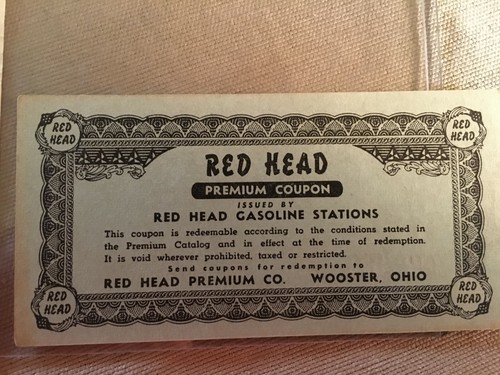 RED HEAD
RED HEAD
RED HEAD
PREMIUM COUPON
ISSUED BY
RED HEAD GASOLINE STATIONS
This coupon is redeemable according to the conditions stated in
the Premium Catalog and in effect at the time of redemption.
It is void wherever prohibited, taxed or restricted.
Send coupons for redemption to
RED HEAD PREMIUM CO. WOOSTER, OHIO
RED HEAD
RED HEAD